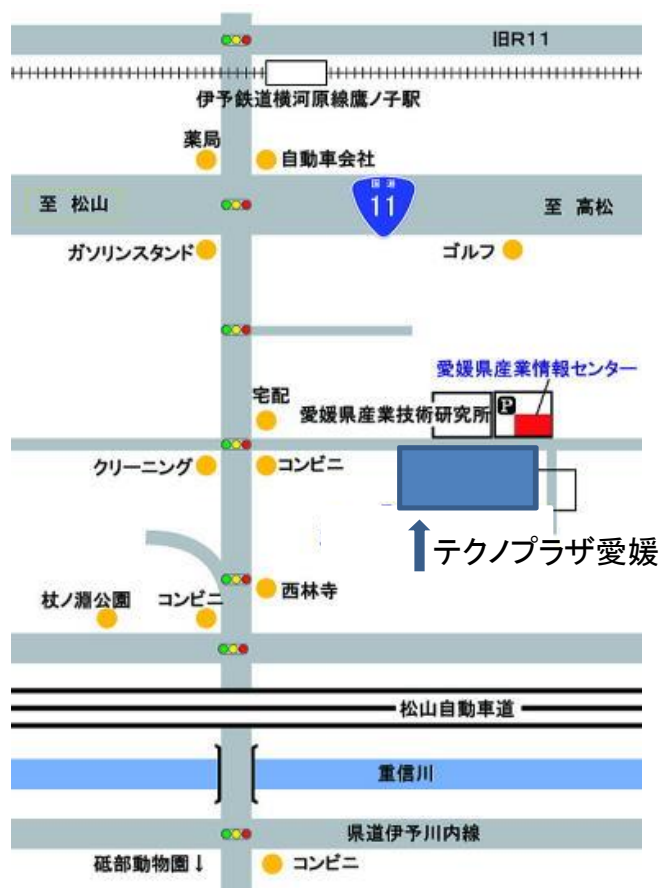 旧R11
伊予鉄道横河原線鷹ノ子駅
薬局
自動車会社
至 松山
国道
11
至 高松
ガソリンスタンド
ゴルフ
愛媛県産業情報センター
宅配
愛媛県産業技術研究所
P
クリーニング
コンビニ
テクノプラザ愛媛
西林寺
杖ノ淵公園
コンビニ
松山自動車道
重信川
県道伊予川内線
砥部動物園↓
コンビニ